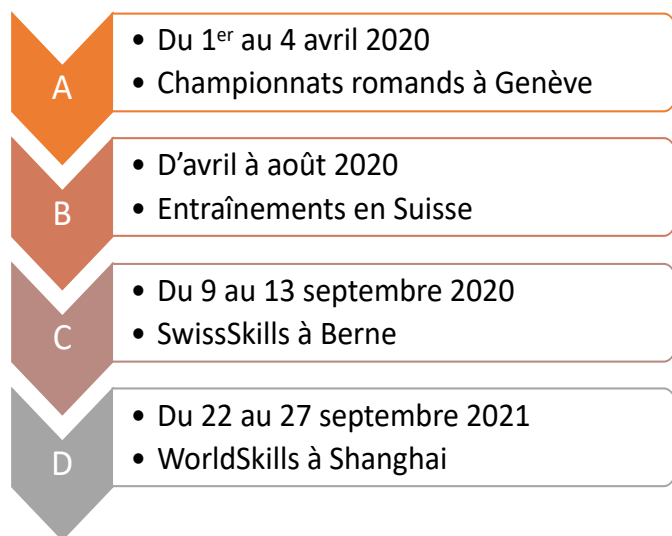 A
• Du 1er au 4 avril 2020
• Championnats romands à Genève
B
• D’avril à août 2020
• Entraînements en Suisse
C
• Du 9 au 13 septembre 2020
• SwissSkills à Berne
D
• Du 22 au 27 septembre 2021
• WorldSkills à Shanghai